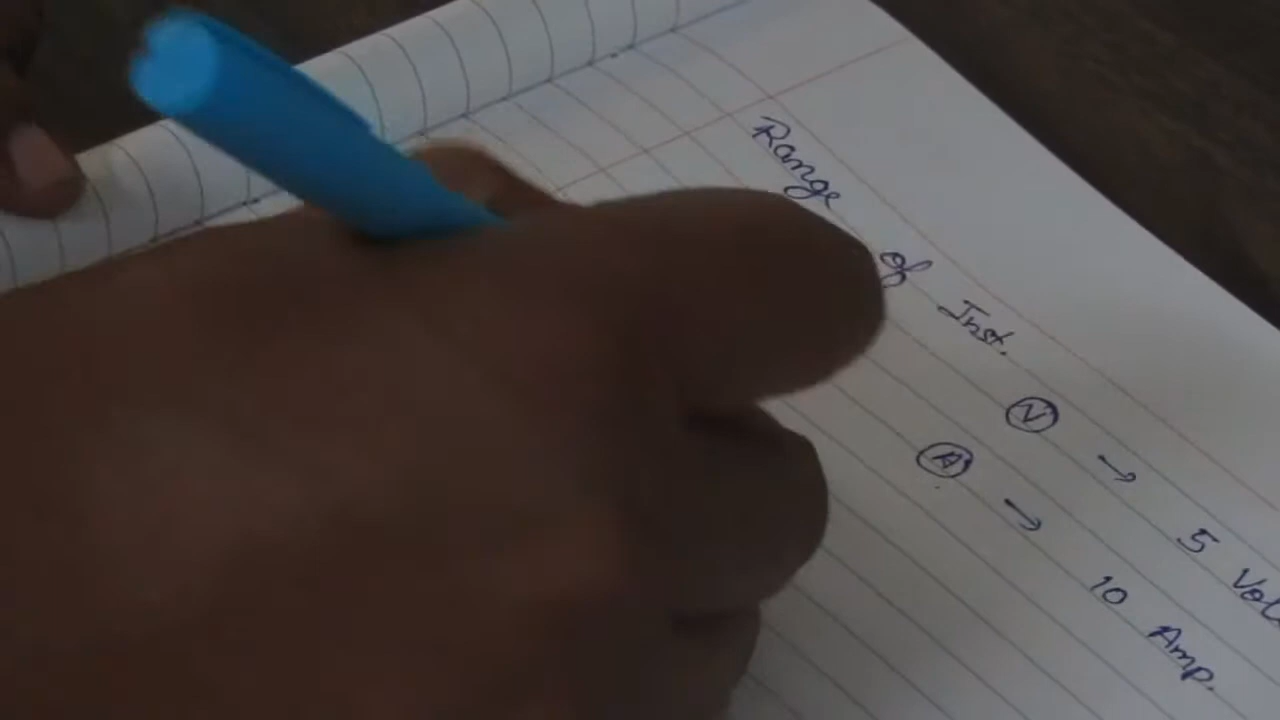 Range of Inst.
Ⓥ → 5 Vol
Ⓐ → 10 Amp.